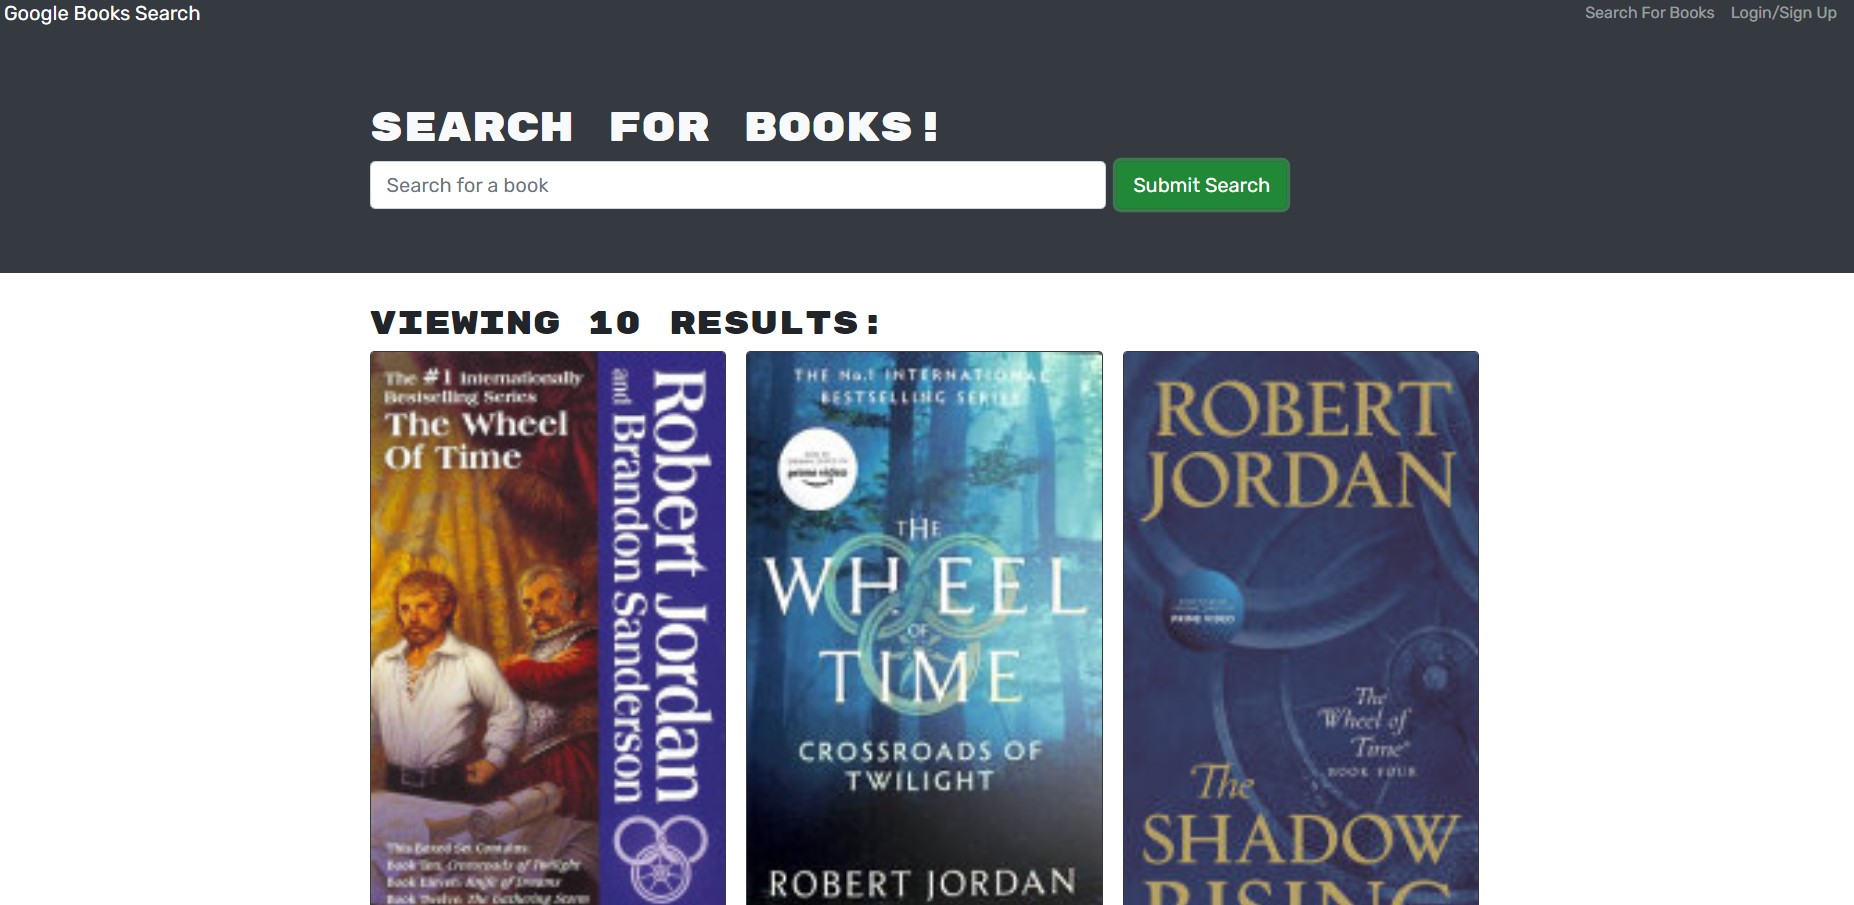 Google Books Search
Search For Books Login/Sign Up
SEARCH FOR BOOKS!
Search for a book
Submit Search
VIEWING 10 RESULTS:
The #1 Internationally
Bestselling Series
The Wheel
Of Time
Robert Jordan
and Brandon Sanderson
This Boxed Set Contains:
Book Ten: Crossroads of Twilight
Book Eleven: Knife of Dreams
Book Twelve: The Gathering Storm
THE No.1 INTERNATIONAL
BESTSELLING SERIES
prime video
THE
WHEEL
OF
TIME
CROSSROADS OF
TWILIGHT
ROBERT JORDAN
ROBERT
JORDAN
PRIME VIDEO
The
Wheel of
Time®
BOOK FOUR
The
SHADOW
RISING